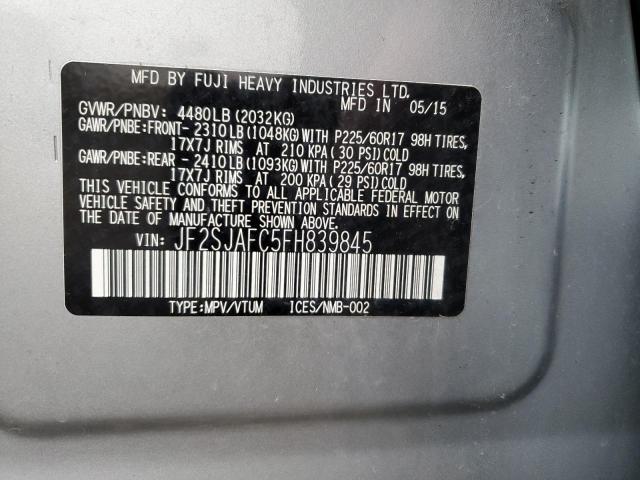 MFD BY FUJI HEAVY INDUSTRIES LTD.
MFD IN 05/15
GVWR/PNBV: 4480LB (2032KG)
GAWR/PNBE:FRONT- 2310LB (1048KG) WITH P225/60R17 98H TIRES,
17X7J RIMS AT 210 KPA (30 PSI) COLD
GAWR/PNBE:REAR - 2410LB (1093KG) WITH P225/60R17 98H TIRES,
17X7J RIMS AT 200 KPA (29 PSI) COLD
THIS VEHICLE CONFORMS TO ALL APPLICABLE FEDERAL MOTOR
VEHICLE SAFETY AND THEFT PREVENTION STANDARDS IN EFFECT ON
THE DATE OF MANUFACTURE SHOWN ABOVE.
VIN: JF2SJAFC5FH839845
TYPE:MPV/VTUM ICES/NMB-002